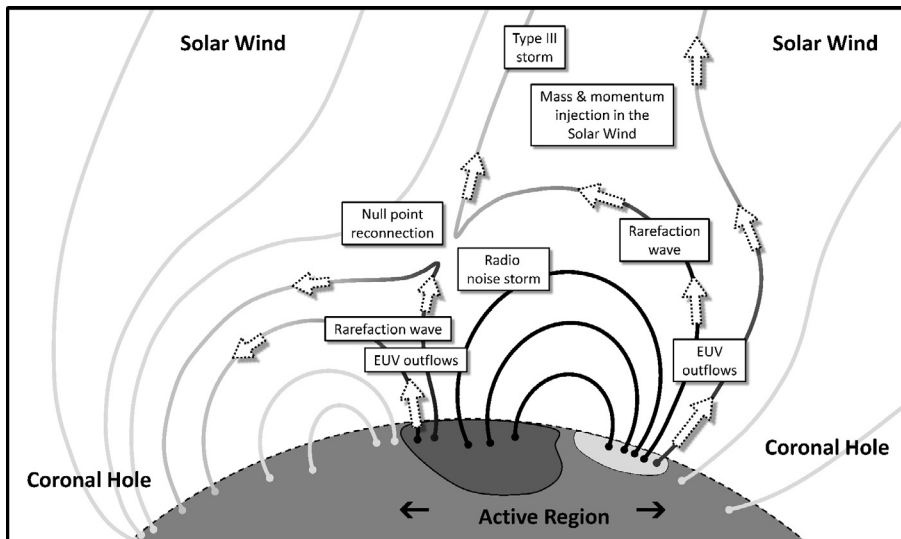 Solar Wind
Type III
storm
Solar Wind
Mass & momentum
injection in the
Solar Wind
Null point
reconnection
Rarefaction
wave
Radio
noise storm
Rarefaction wave
EUV outflows
EUV
outflows
Coronal Hole
Coronal Hole
Active Region